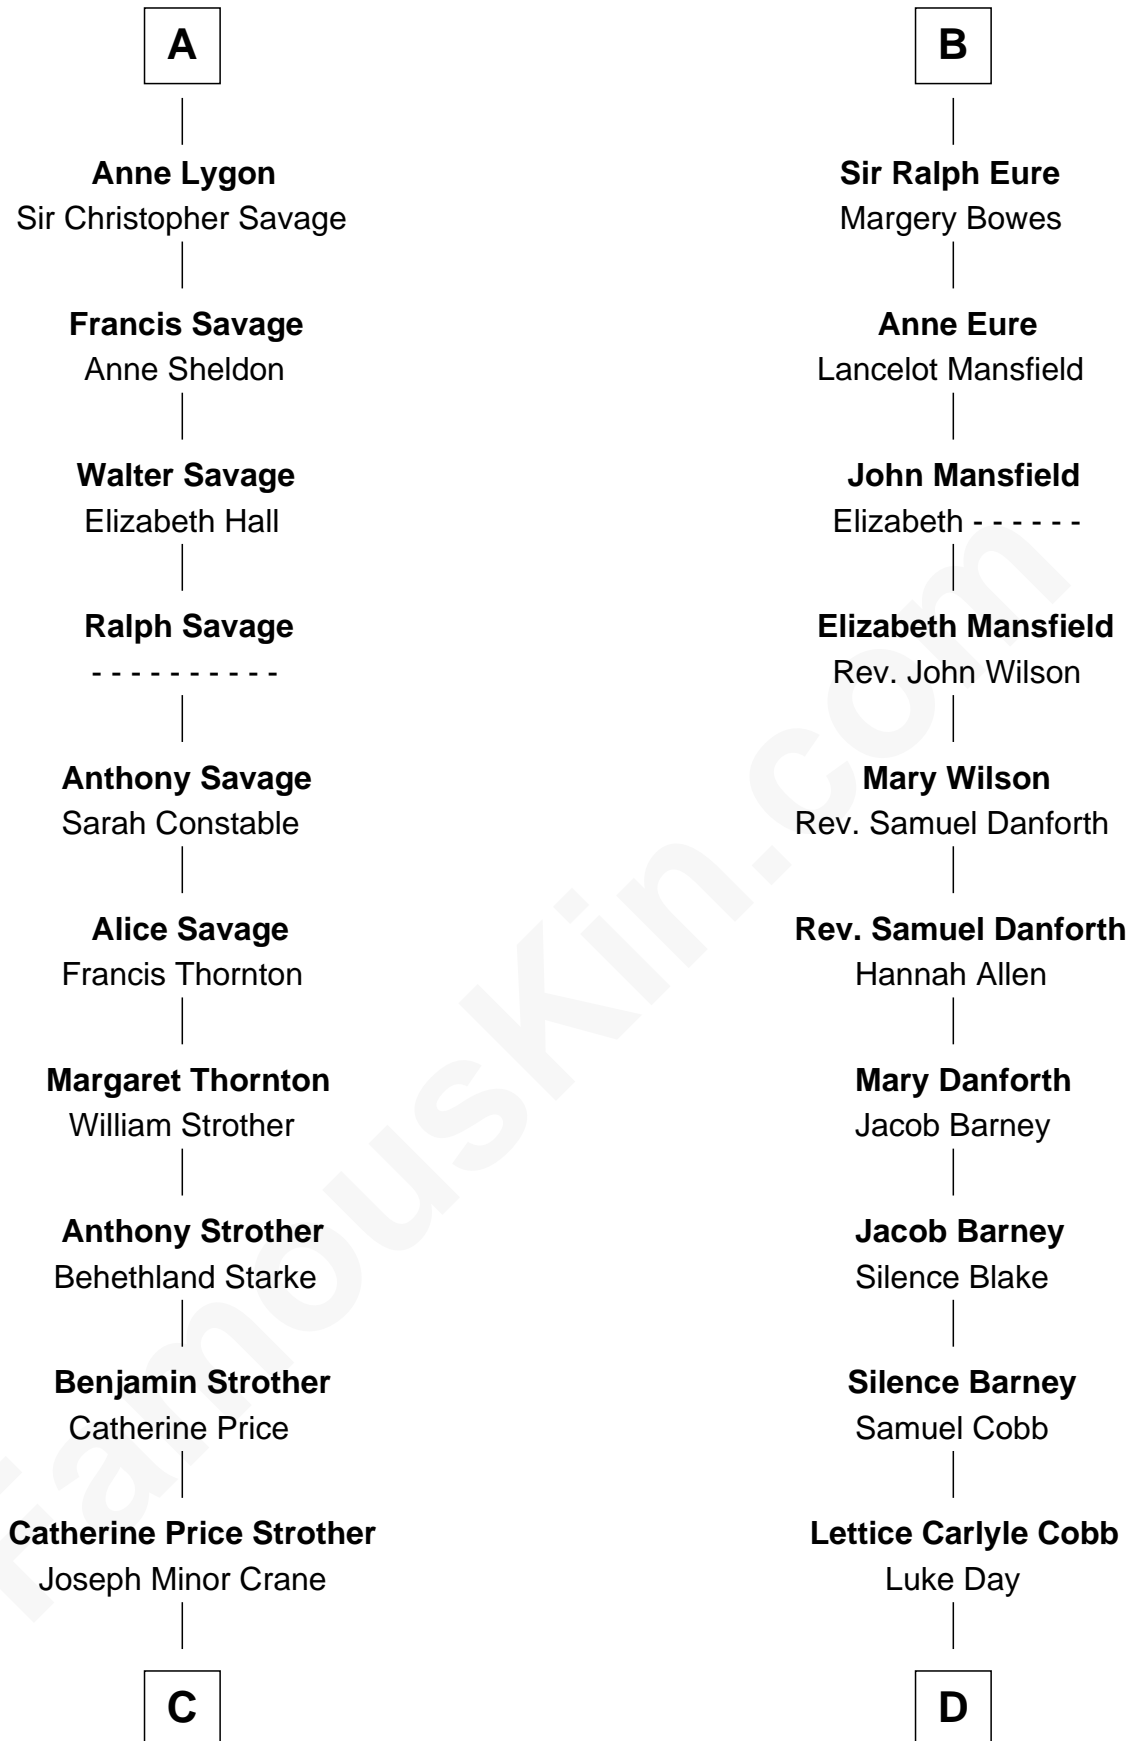 A
Anne Lygon
Sir Christopher Savage
Francis Savage
Anne Sheldon
Walter Savage
Elizabeth Hall
Ralph Savage
- - - - - - - - - -
Anthony Savage
Sarah Constable
Alice Savage
Francis Thornton
Margaret Thornton
William Strother
Anthony Strother
Behethland Starke
Benjamin Strother
Catherine Price
Catherine Price Strother
Joseph Minor Crane
C
B
Sir Ralph Eure
Margery Bowes
Anne Eure
Lancelot Mansfield
John Mansfield
Elizabeth - - - - - -
Elizabeth Mansfield
Rev. John Wilson
Mary Wilson
Rev. Samuel Danforth
Rev. Samuel Danforth
Hannah Allen
Mary Danforth
Jacob Barney
Jacob Barney
Silence Blake
Silence Barney
Samuel Cobb
Lettice Carlyle Cobb
Luke Day
D
FamousKin.com